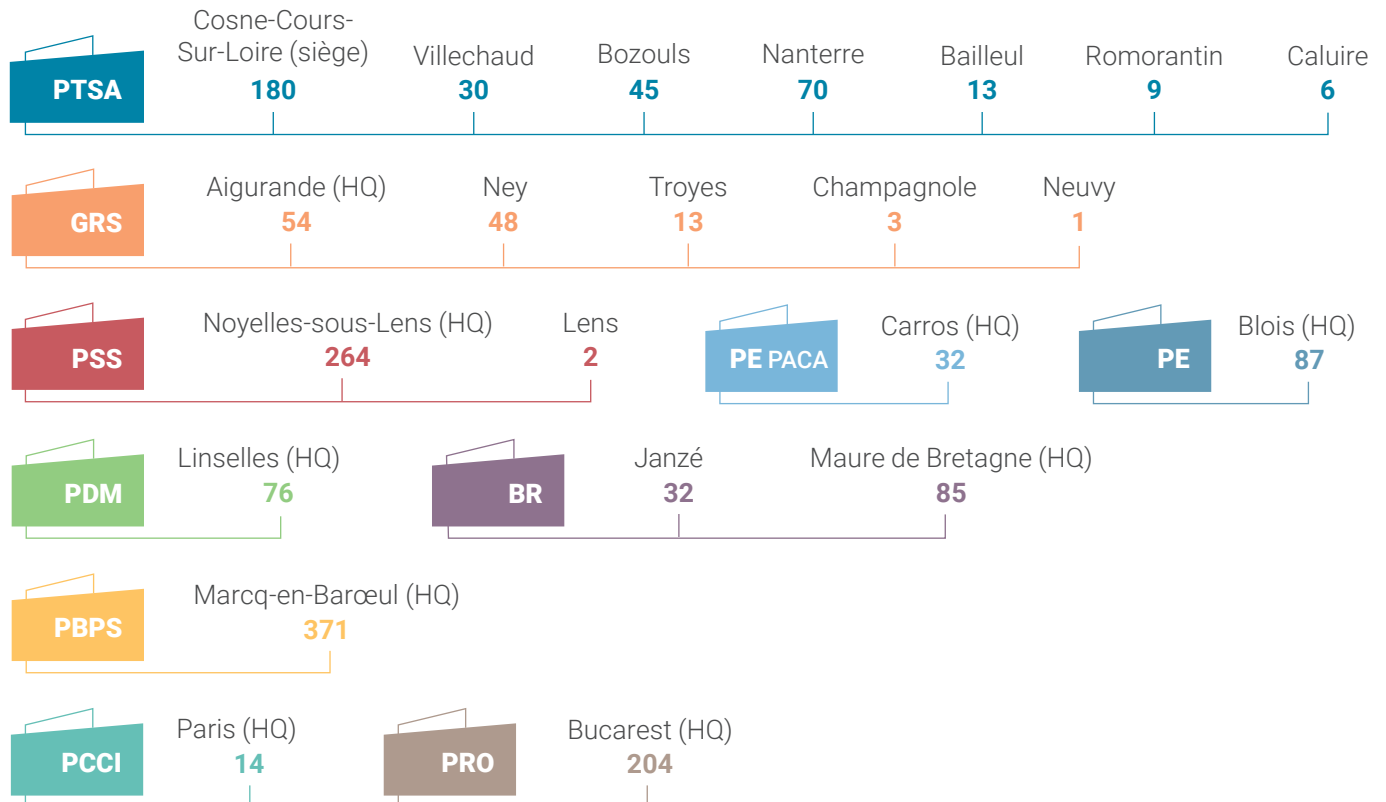 PTSA
Cosne-Cours-
Sur-Loire (siège)
180
Villechaud
30
Bozouls
45
Nanterre
70
Bailleul
13
Romorantin
9
Caluire
6
GRS
Aigurande (HQ)
54
Ney
48
Troyes
13
Champagnole
3
Neuvy
1
PSS
Noyelles-sous-Lens (HQ)
264
Lens
2
PE PACA
Carros (HQ)
32
PE
Blois (HQ)
87
PDM
Linselles (HQ)
76
BR
Janzé
32
Maure de Bretagne (HQ)
85
PBPS
Marcq-en-Barœul (HQ)
371
PCCI
Paris (HQ)
14
PRO
Bucarest (HQ)
204